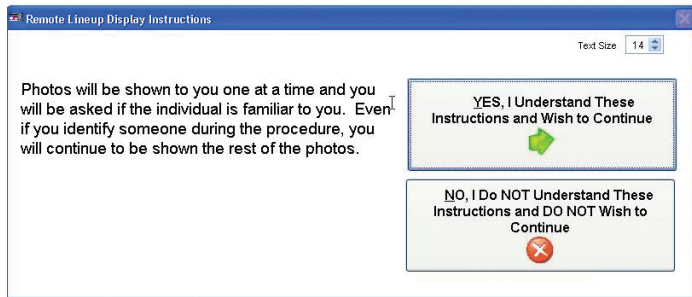 Remote Lineup Display Instructions
Text Size 14
Photos will be shown to you one at a time and you
will be asked if the individual is familiar to you.  Even
if you identify someone during the procedure, you
will continue to be shown the rest of the photos.
YES, I Understand These
Instructions and Wish to Continue
NO, I Do NOT Understand These
Instructions and DO NOT Wish to
Continue